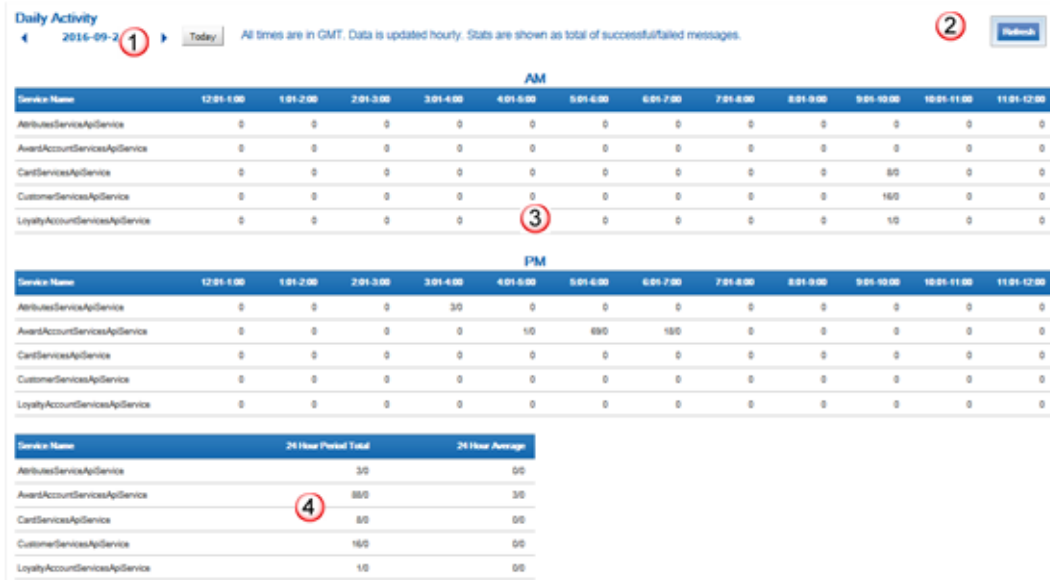 Daily Activity
2016-09-2 1 Today All times are in GMT. Data is updated hourly. Stats are shown as total of successful/failed messages. 2 Refresh
AM
Service Name 12:01-1:00 1:01-2:00 2:01-3:00 3:01-4:00 4:01-5:00 5:01-6:00 6:01-7:00 7:01-8:00 8:01-9:00 9:01-10:00 10:01-11:00 11:01-12:00
AttributesServiceApiService 0 0 0 0 0 0 0 0 0 0 0 0
AwardAccountServicesApiService 0 0 0 0 0 0 0 0 0 0 0 0
CardServicesApiService 0 0 0 0 0 0 0 0 0 8/0 0 0
CustomerServicesApiService 0 0 0 0 0 0 0 0 0 16/0 0 0
LoyaltyAccountServicesApiService 0 0 0 0 3 0 0 0 0 1/0 0 0
PM
Service Name 12:01-1:00 1:01-2:00 2:01-3:00 3:01-4:00 4:01-5:00 5:01-6:00 6:01-7:00 7:01-8:00 8:01-9:00 9:01-10:00 10:01-11:00 11:01-12:00
AttributesServiceApiService 0 0 0 3/0 0 0 0 0 0 0 0 0
AwardAccountServicesApiService 0 0 0 0 1/0 69/0 18/0 0 0 0 0 0
CardServicesApiService 0 0 0 0 0 0 0 0 0 0 0 0
CustomerServicesApiService 0 0 0 0 0 0 0 0 0 0 0 0
LoyaltyAccountServicesApiService 0 0 0 0 0 0 0 0 0 0 0 0
Service Name 24 Hour Period Total 24 Hour Average
AttributesServiceApiService 3/0 0/0
AwardAccountServicesApiService 88/0 3/0
4
CardServicesApiService 8/0 0/0
CustomerServicesApiService 16/0 0/0
LoyaltyAccountServicesApiService 1/0 0/0